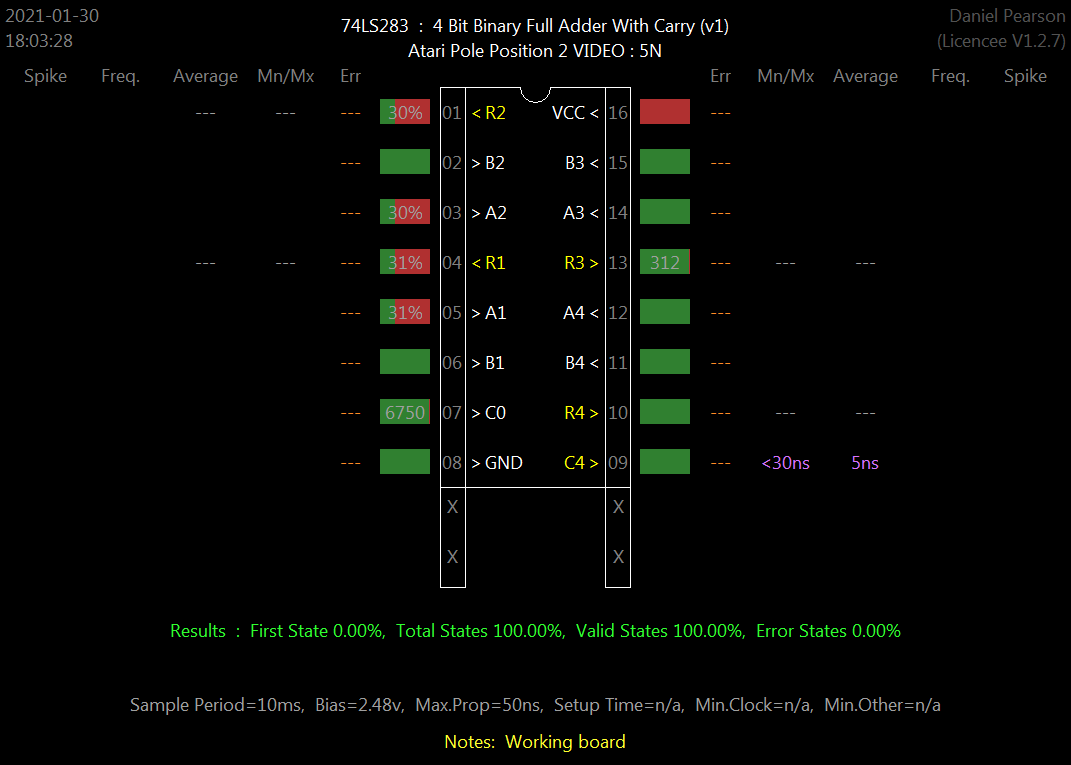 2021-01-30 74LS283 : 4 Bit Binary Full Adder With Carry (v1) Daniel Pearson
18:03:28 Atari Pole Position 2 VIDEO : 5N (Licencee V1.2.7)
Spike Freq. Average Mn/Mx Err Err Mn/Mx Average Freq. Spike
--- --- --- 30% 01 < R2 VCC < 16 ---
--- 02 > B2 B3 < 15 ---
--- 30% 03 > A2 A3 < 14 ---
--- --- --- 31% 04 < R1 R3 > 13 312 --- --- ---
--- 31% 05 > A1 A4 < 12 ---
--- 06 > B1 B4 < 11 ---
--- 6750 07 > C0 R4 > 10 --- --- ---
--- 08 > GND C4 > 09 --- <30ns 5ns
X X
X X
Results : First State 0.00%, Total States 100.00%, Valid States 100.00%, Error States 0.00%
Sample Period=10ms, Bias=2.48v, Max.Prop=50ns, Setup Time=n/a, Min.Clock=n/a, Min.Other=n/a
Notes: Working board